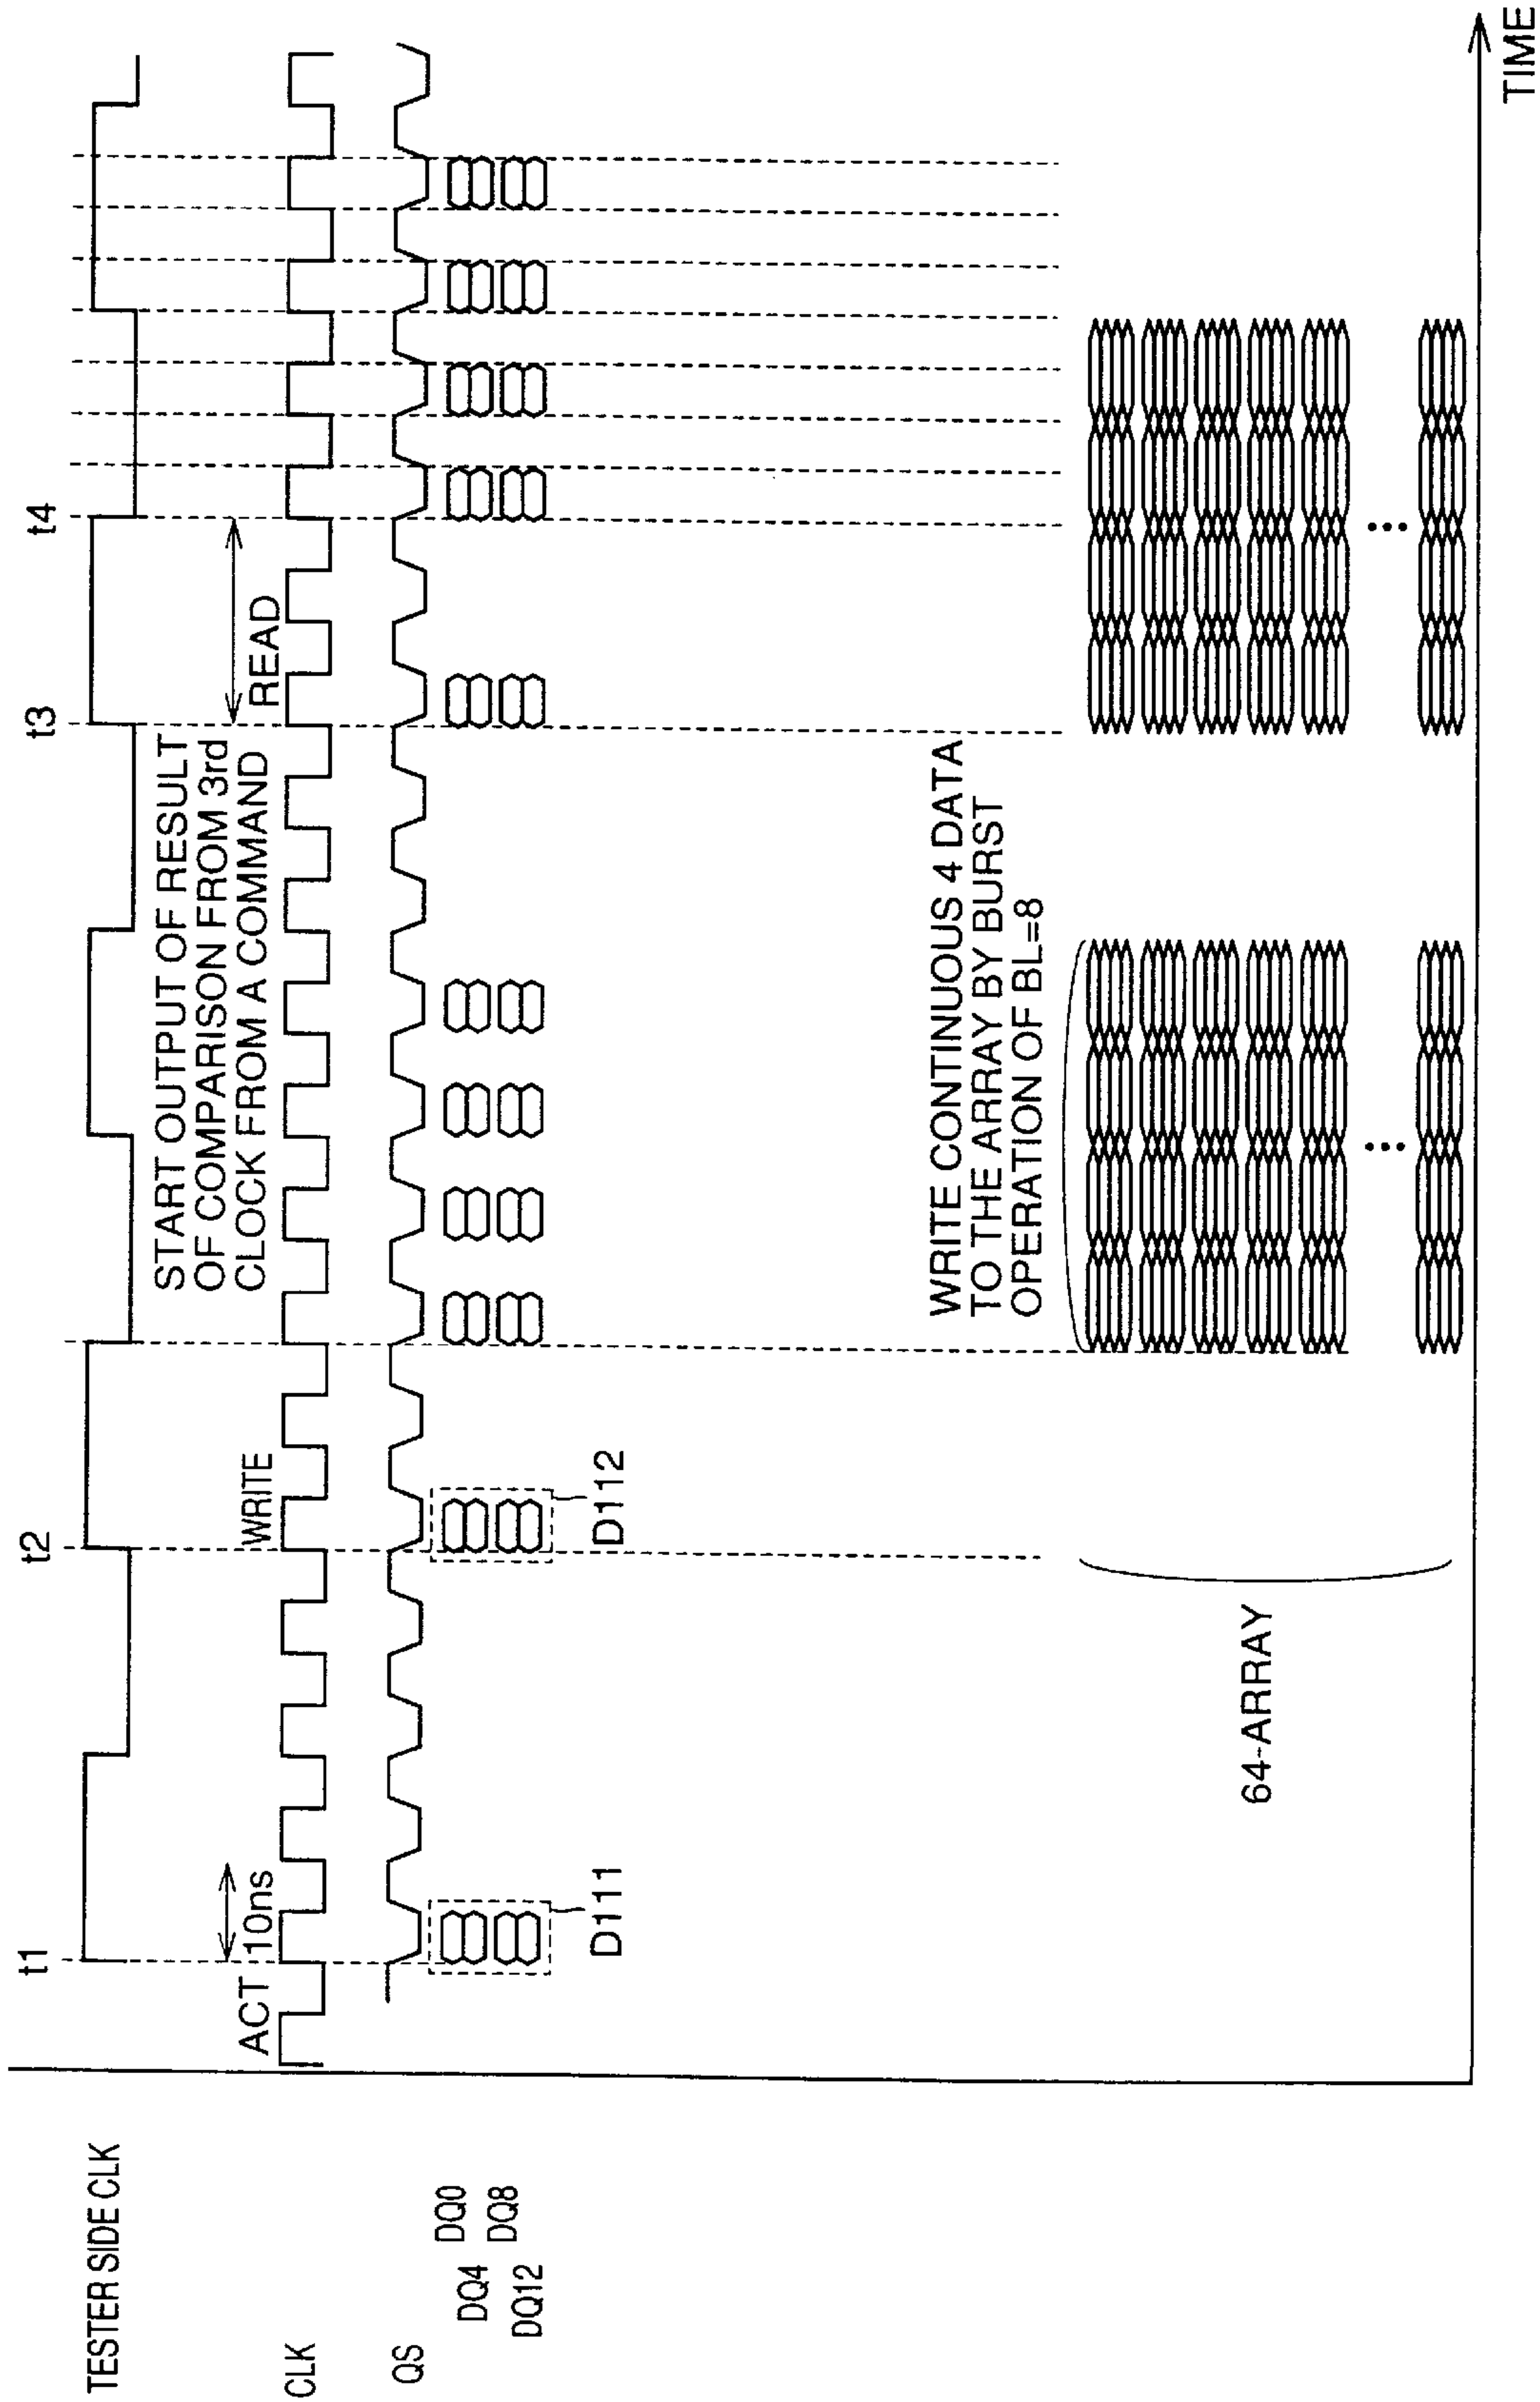 TESTER SIDE CLK
CLK
QS
DQ0
DQ4
DQ8
DQ12
t1
t2
t3
t4
ACT
10ns
WRITE
START OUTPUT OF RESULT
OF COMPARISON FROM 3rd
CLOCK FROM A COMMAND
READ
D111
D112
WRITE CONTINUOUS 4 DATA
TO THE ARRAY BY BURST
OPERATION OF BL=8
64-ARRAY
TIME